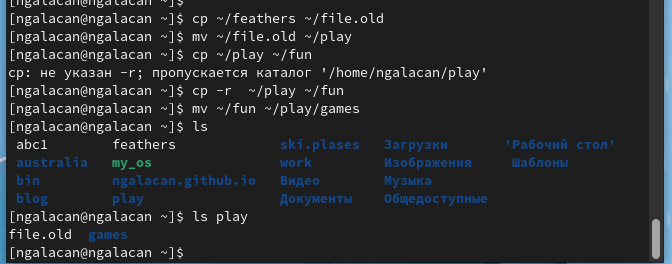 [ngalacan@ngalacan ~]$
[ngalacan@ngalacan ~]$ cp ~/feathers ~/file.old
[ngalacan@ngalacan ~]$ mv ~/file.old ~/play
[ngalacan@ngalacan ~]$ cp ~/play ~/fun
cp: не указан -r; пропускается каталог '/home/ngalacan/play'
[ngalacan@ngalacan ~]$ cp -r  ~/play ~/fun
[ngalacan@ngalacan ~]$ mv ~/fun ~/play/games
[ngalacan@ngalacan ~]$ ls
abc1 feathers ski.plases Загрузки 'Рабочий стол'
australia my_os work Изображения Шаблоны
bin ngalacan.github.io Видео Музыка
blog play Документы Общедоступные
[ngalacan@ngalacan ~]$ ls play
file.old games
[ngalacan@ngalacan ~]$